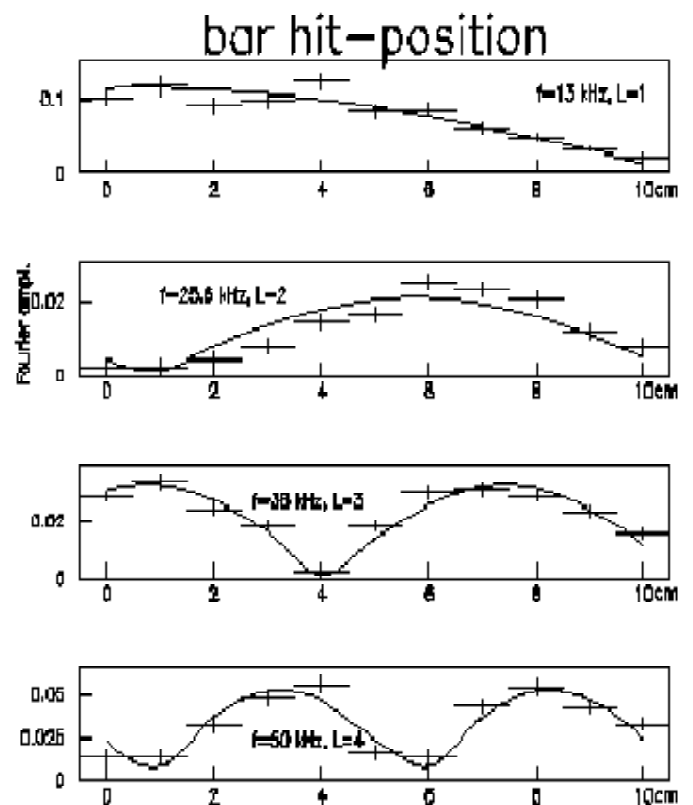 bar hit-position
0.1
f=13 kHz, L=1
0
0 2 4 6 8 10cm
Fourier ampl.
0.02
L=2
0
0 2 4 6 8 10cm
f=38 kHz, L=3
0.02
0
0 2 4 6 8 10cm
0.05
0.025
f=50 kHz, L=4
0
0 2 4 6 8 10cm